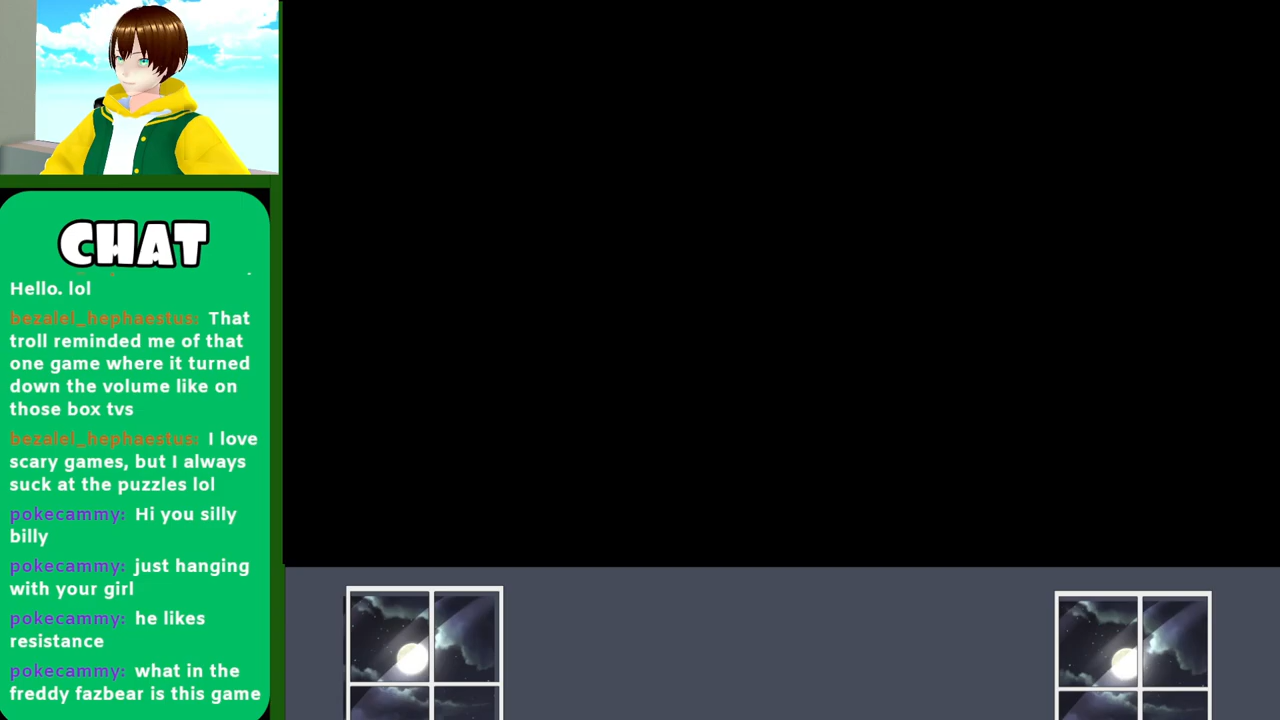 CHAT
Hello. lol
bezalel_hephaestus: That
troll reminded me of that
one game where it turned
down the volume like on
those box tvs
bezalel_hephaestus: I love
scary games, but I always
suck at the puzzles lol
pokecammy: Hi you silly
billy
pokecammy: just hanging
with your girl
pokecammy: he likes
resistance
pokecammy: what in the
freddy fazbear is this game